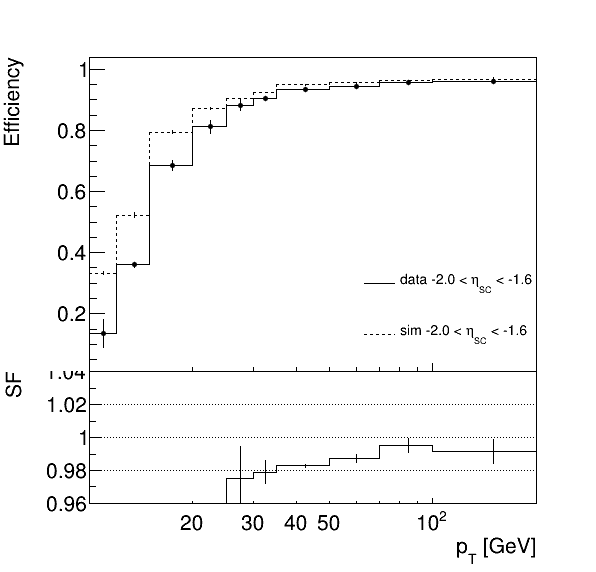 Efficiency
1
0.8
0.6
0.4
0.2
data -2.0 < η_SC < -1.6
sim -2.0 < η_SC < -1.6
SF
1.04
1.02
1
0.98
0.96
20 30 40 50 10²
p_T [GeV]